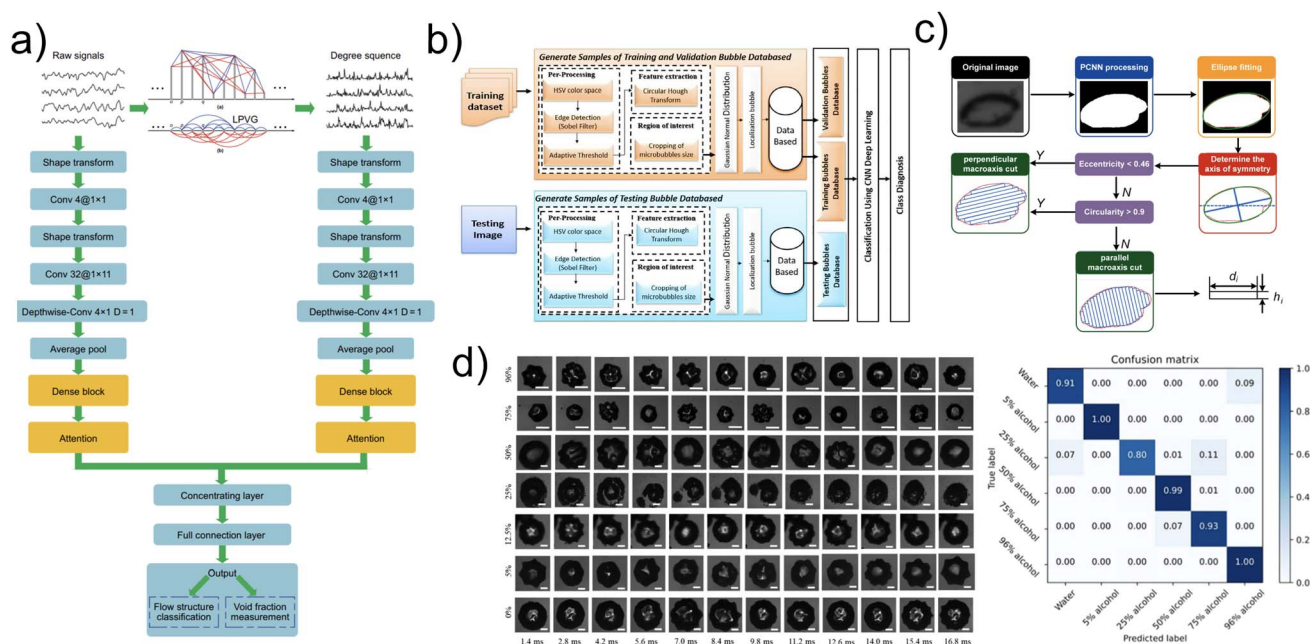 a)
Raw signals
Degree squence
LPVG
(a)
(b)
Shape transform
Conv 4@1×1
Shape transform
Conv 32@1×11
Depthwise-Conv 4×1 D=1
Average pool
Dense block
Attention
Shape transform
Conv 4@1×1
Shape transform
Conv 32@1×11
Depthwise-Conv 4×1 D=1
Average pool
Dense block
Attention
Concentrating layer
Full connection layer
Output
Flow structure
classification
Void fraction
measurement
b)
Training
dataset
Generate Samples of Training and Validation Bubble Databased
Per-Processing
HSV color space
Edge Detection
(Sobel Filter)
Adaptive Threshold
Feature extraction
Circular Hough
Transform
Region of interest
Cropping of
microbubbles size
Gaussian Normal Distribution
Localization bubble
Data
Based
Testing
Image
Generate Samples of Testing Bubble Databased
Per-Processing
HSV color space
Edge Detection
(Sobel Filter)
Adaptive Threshold
Feature extraction
Circular Hough
Transform
Region of interest
Cropping of
microbubbles size
Gaussian Normal Distribution
Localization bubble
Data
Based
Validation Bubbles
Database
Training Bubbles
Database
Testing Bubbles
Database
Classification Using CNN Deep Learning
Class Diagnosis
c)
Original image
PCNN processing
Ellipse fitting
perpendicular
macroaxis cut
Y
Eccentricity < 0.46
Determine the
axis of symmetry
N
Y
Circularity > 0.9
N
parallel
macroaxis cut
di
hi
d)
96%
75%
50%
25%
12.5%
5%
0%
1.4 ms 2.8 ms 4.2 ms 5.6 ms 7.0 ms 8.4 ms 9.8 ms 11.2 ms 12.6 ms 14.0 ms 15.4 ms 16.8 ms
Confusion matrix
True label
Water 0.91 0.00 0.00 0.00 0.00 0.09
5% alcohol 0.00 1.00 0.00 0.00 0.00 0.00
25% alcohol 0.07 0.00 0.80 0.01 0.11 0.00
50% alcohol 0.00 0.00 0.00 0.99 0.01 0.00
75% alcohol 0.00 0.00 0.00 0.07 0.93 0.00
96% alcohol 0.00 0.00 0.00 0.00 0.00 1.00
Water 5% alcohol 25% alcohol 50% alcohol 75% alcohol 96% alcohol
Predicted label
1.0
0.8
0.6
0.4
0.2
0.0